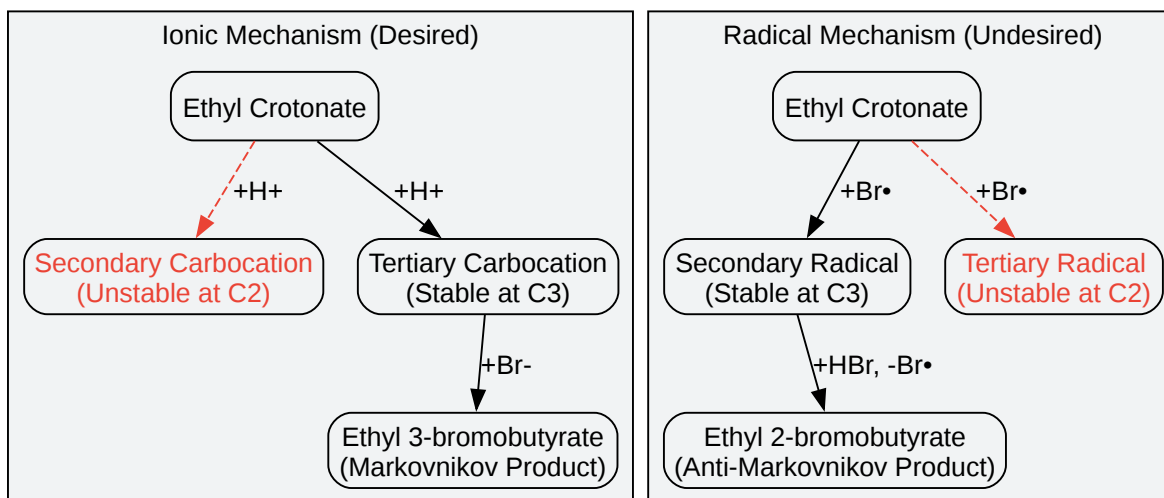 Ionic Mechanism (Desired)
Ethyl Crotonate
+H+
+H+
Secondary Carbocation
(Unstable at C2)
Tertiary Carbocation
(Stable at C3)
+Br-
Ethyl 3-bromobutyrate
(Markovnikov Product)
Radical Mechanism (Undesired)
Ethyl Crotonate
+Br•
+Br•
Secondary Radical
(Stable at C3)
Tertiary Radical
(Unstable at C2)
+HBr, -Br•
Ethyl 2-bromobutyrate
(Anti-Markovnikov Product)